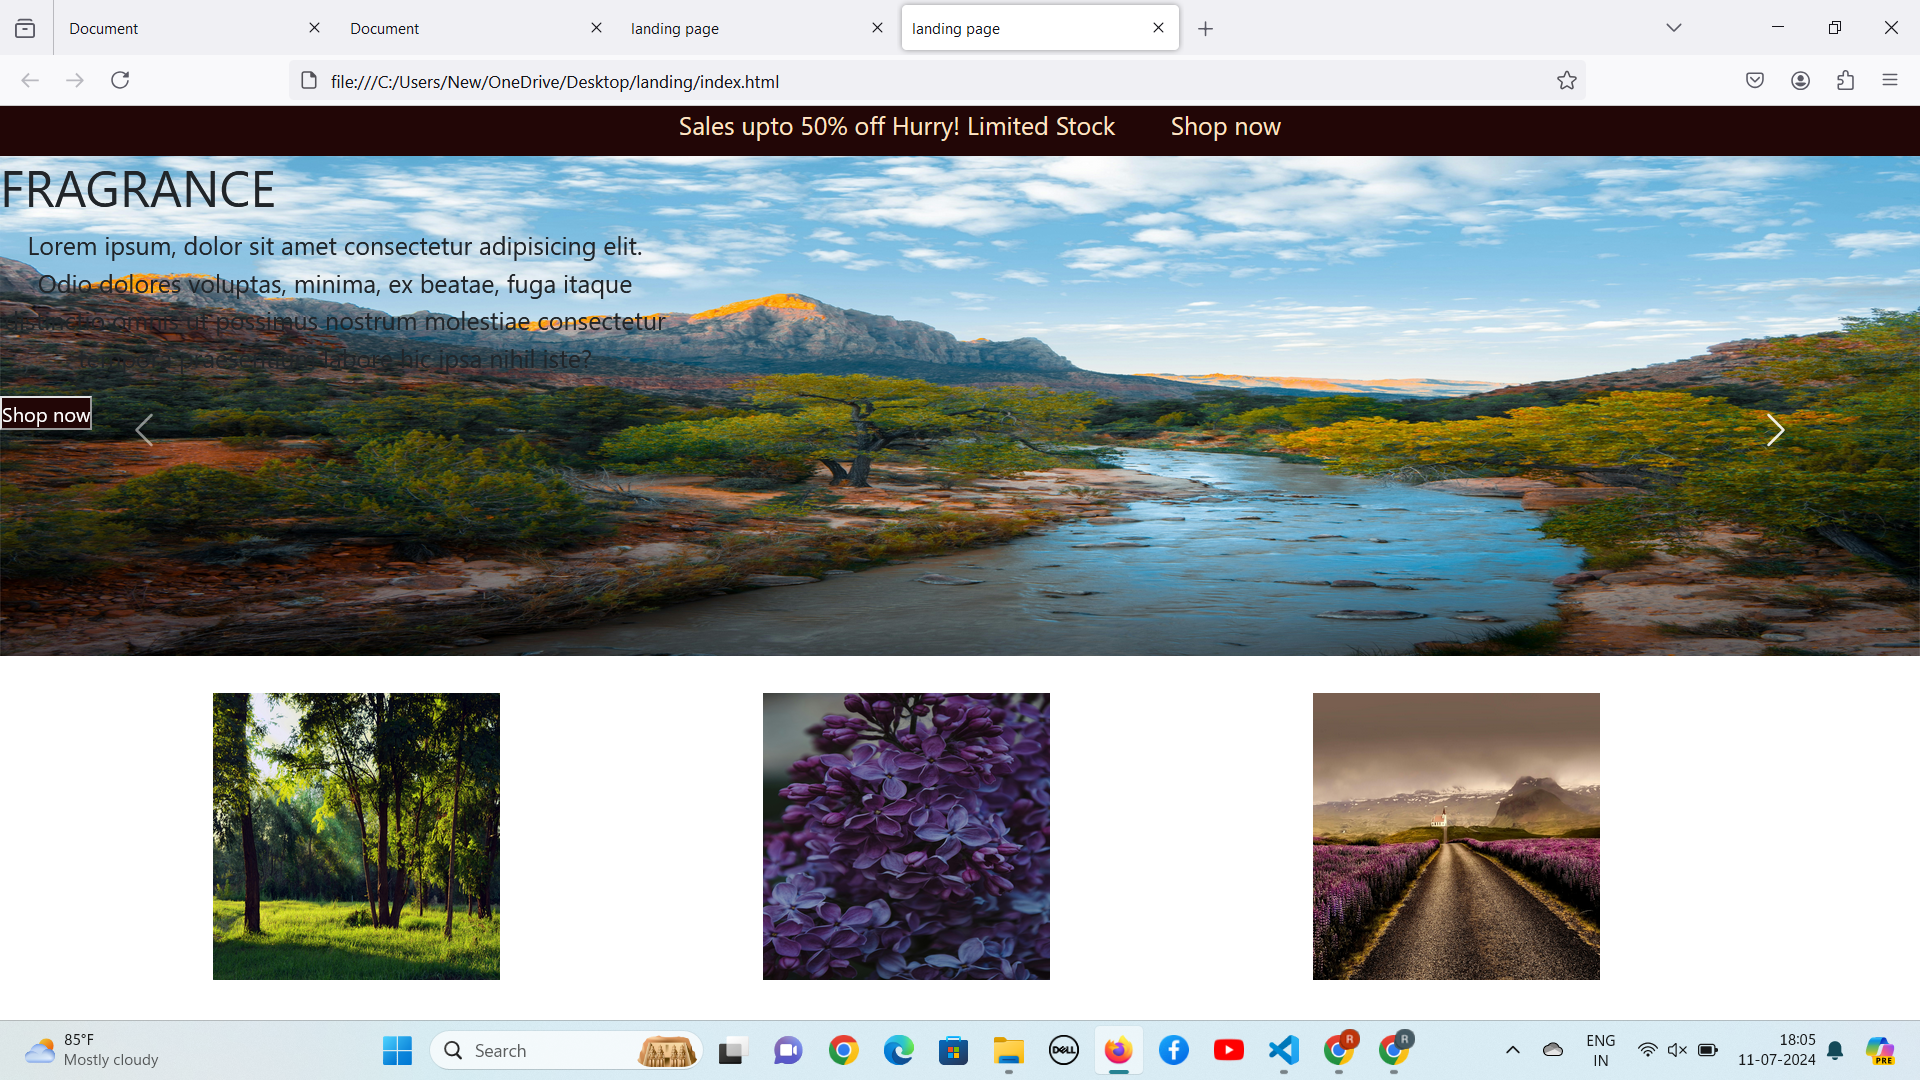 Document
Document
landing page
landing page
file:///C:/Users/New/OneDrive/Desktop/landing/index.html
Sales upto 50% off Hurry! Limited Stock Shop now
FRAGRANCE
Lorem ipsum, dolor sit amet consectetur adipisicing elit.
Odio dolores voluptas, minima, ex beatae, fuga itaque
omnis ut possimus nostrum molestiae consectetur
praesentium labore hic ipsa nihil iste?
Shop now
85°F
Mostly cloudy
Search
DELL
R
R
ENG
IN
18:05
11-07-2024
PRE